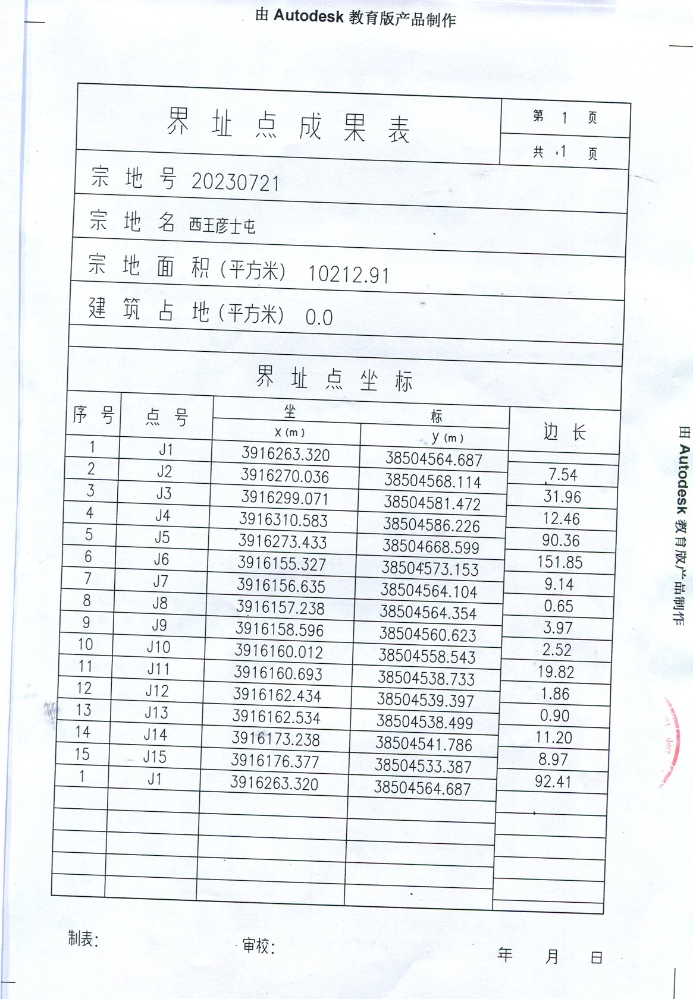 由 Autodesk 教育版产品制作
界址点成果表
第 1 页
共 1 页
宗地号 20230721
宗地名 西王彦士屯
宗地面积(平方米) 10212.91
建筑占地(平方米) 0.0
界址点坐标
序号 点号 坐标 边长
x(m) y(m)
1 J1 3916263.320 38504564.687
7.54
2 J2 3916270.036 38504568.114
31.96
3 J3 3916299.071 38504581.472
12.46
4 J4 3916310.583 38504586.226
90.36
5 J5 3916273.433 38504668.599
151.85
6 J6 3916155.327 38504573.153
9.14
7 J7 3916156.635 38504564.104
0.65
8 J8 3916157.238 38504564.354
3.97
9 J9 3916158.596 38504560.623
2.52
10 J10 3916160.012 38504558.543
19.82
11 J11 3916160.693 38504538.733
1.86
12 J12 3916162.434 38504539.397
0.90
13 J13 3916162.534 38504538.499
11.20
14 J14 3916173.238 38504541.786
8.97
15 J15 3916176.377 38504533.387
92.41
1 J1 3916263.320 38504564.687
制表:
审校:
年 月 日
由 Autodesk 教育版产品制作